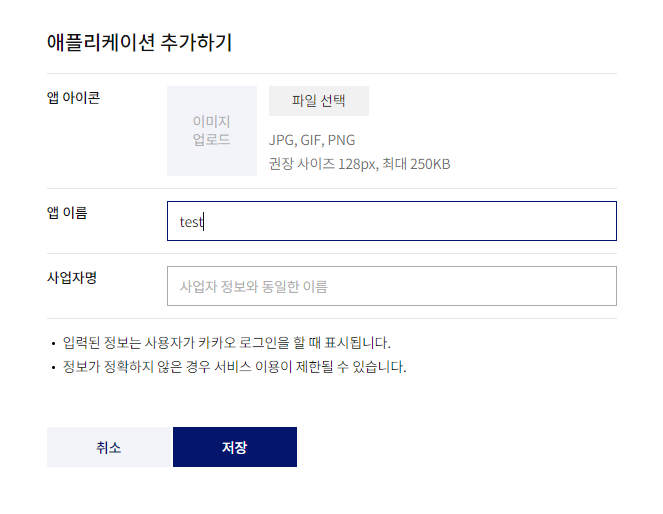 애플리케이션 추가하기
앱 아이콘
이미지
업로드
파일 선택
JPG, GIF, PNG
권장 사이즈 128px, 최대 250KB
앱 이름
test
사업자명
사업자 정보와 동일한 이름
• 입력된 정보는 사용자가 카카오 로그인을 할 때 표시됩니다.
• 정보가 정확하지 않은 경우 서비스 이용이 제한될 수 있습니다.
취소 저장